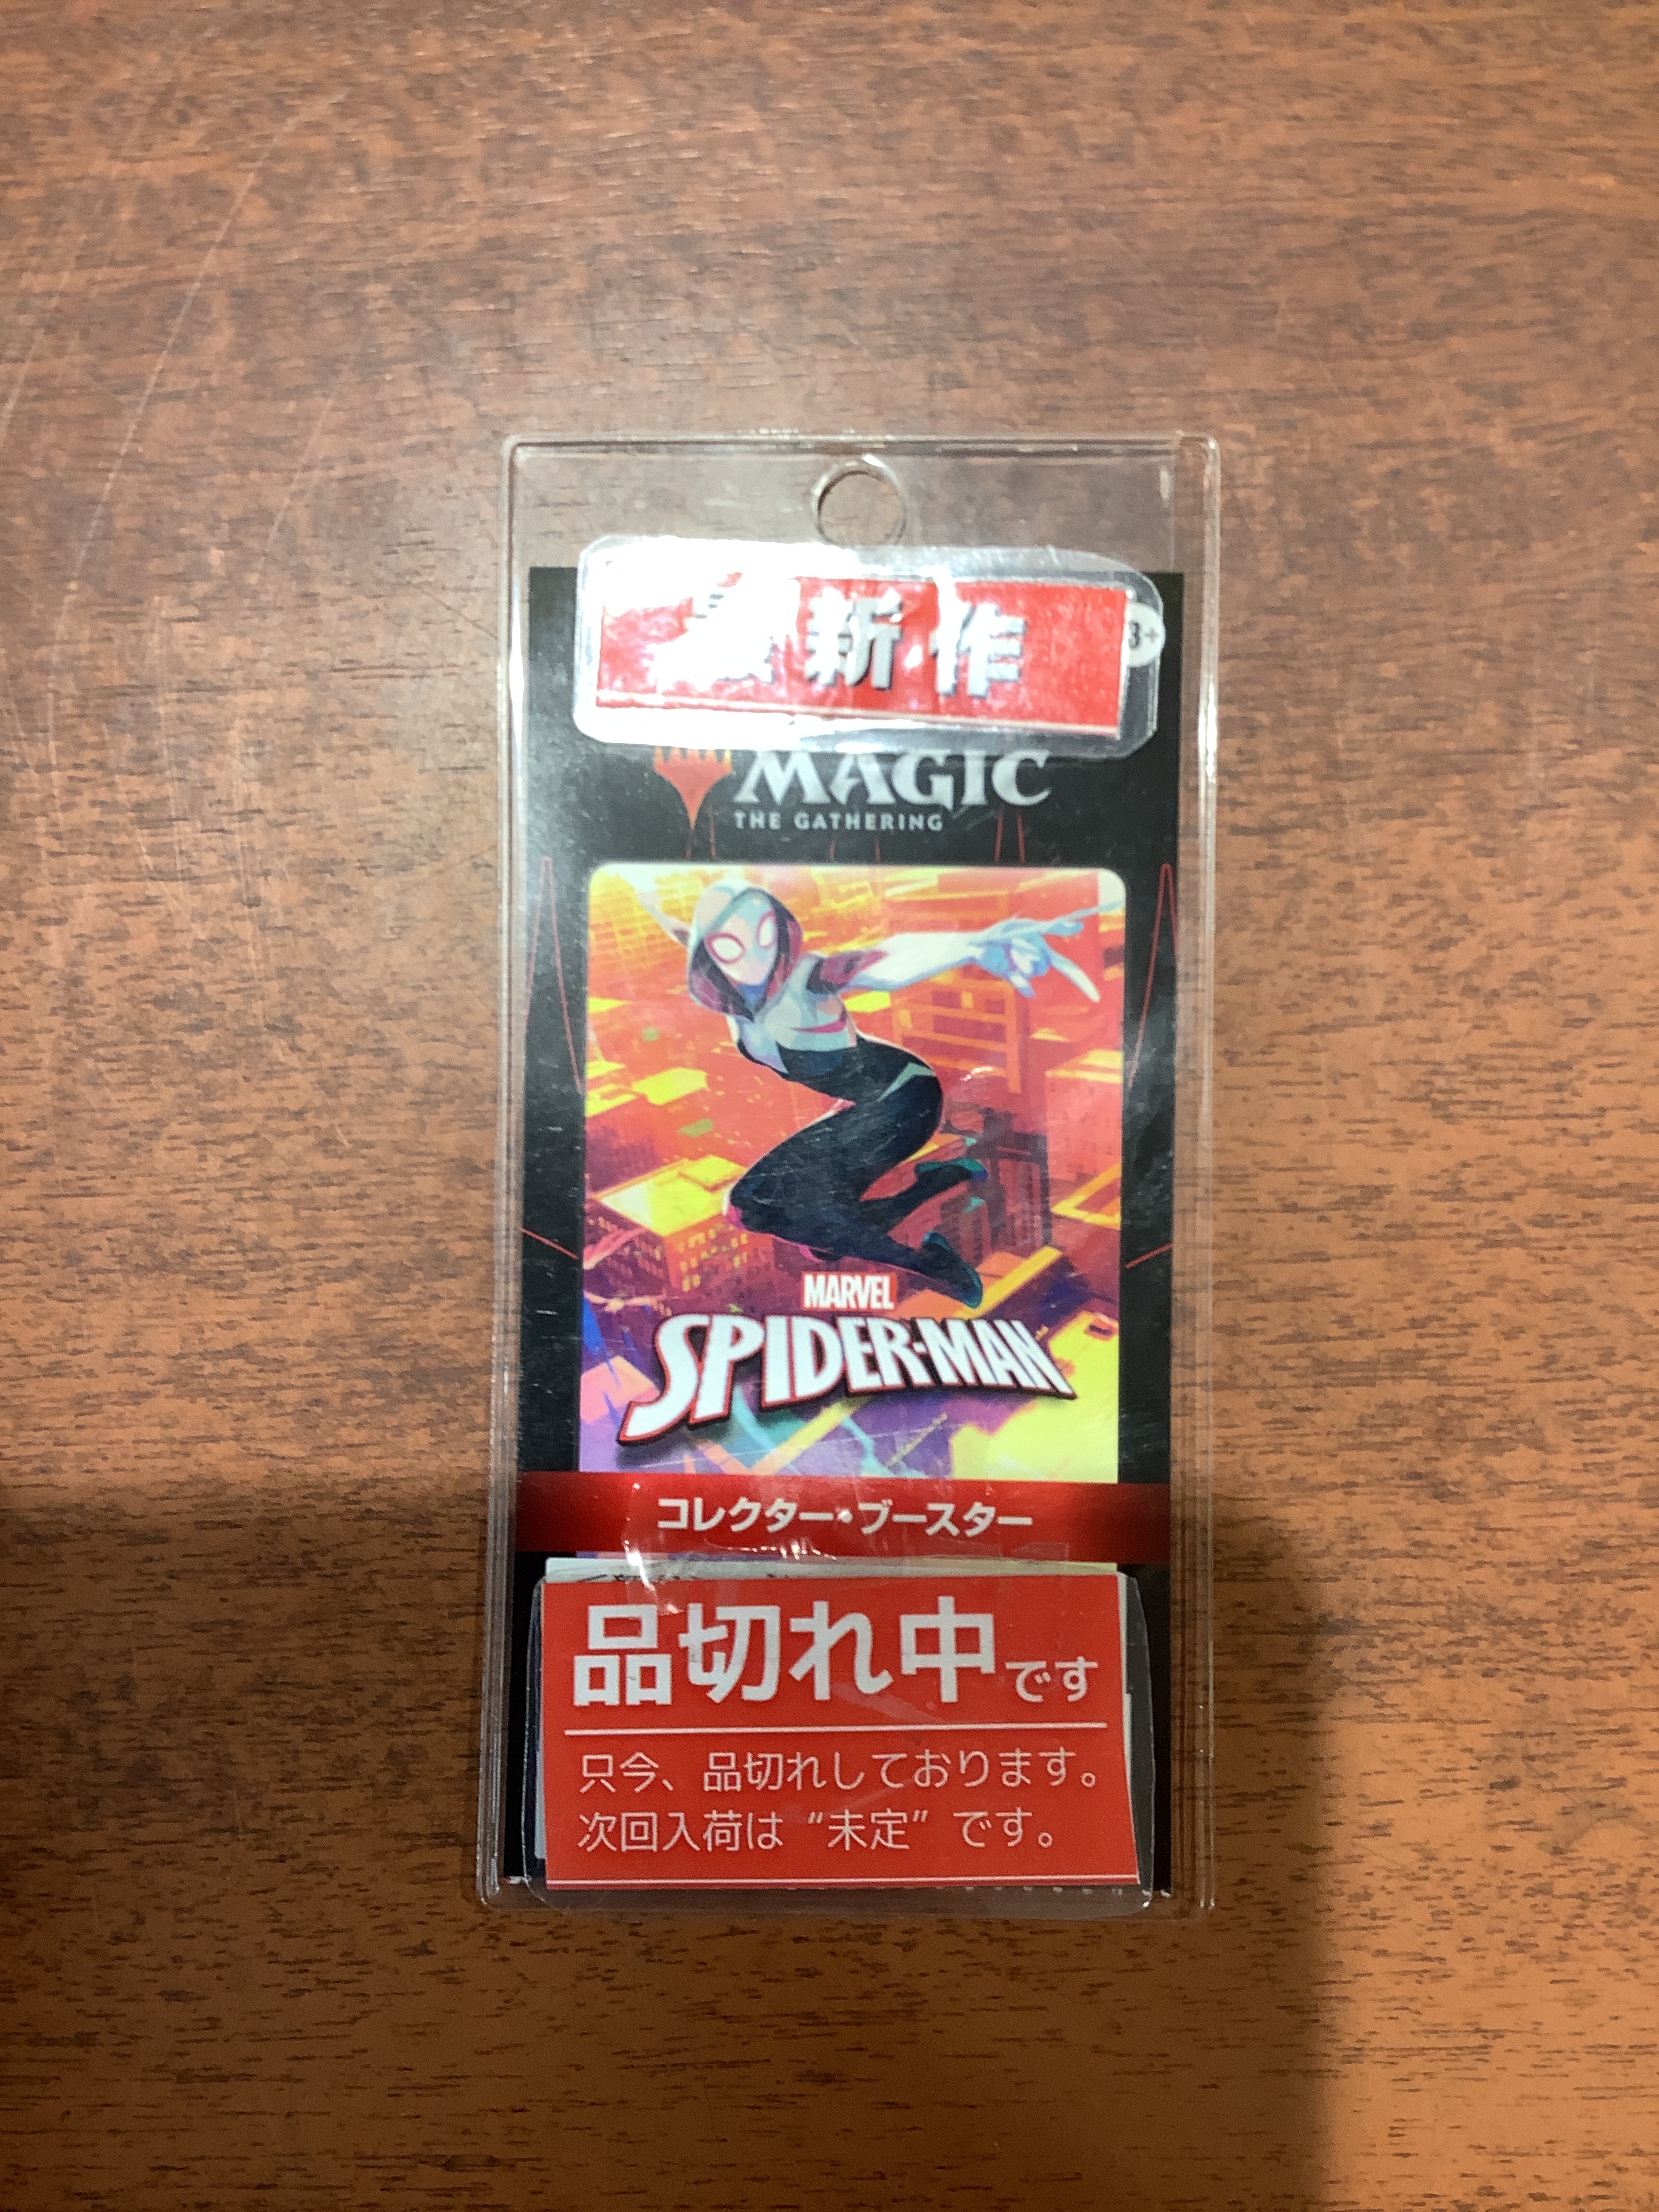 最新作
3+
MAGIC
THE GATHERING
MARVEL
SPIDER-MAN
コレクター・ブースター
品切れ中です
只今、品切れしております。
次回入荷は“未定”です。